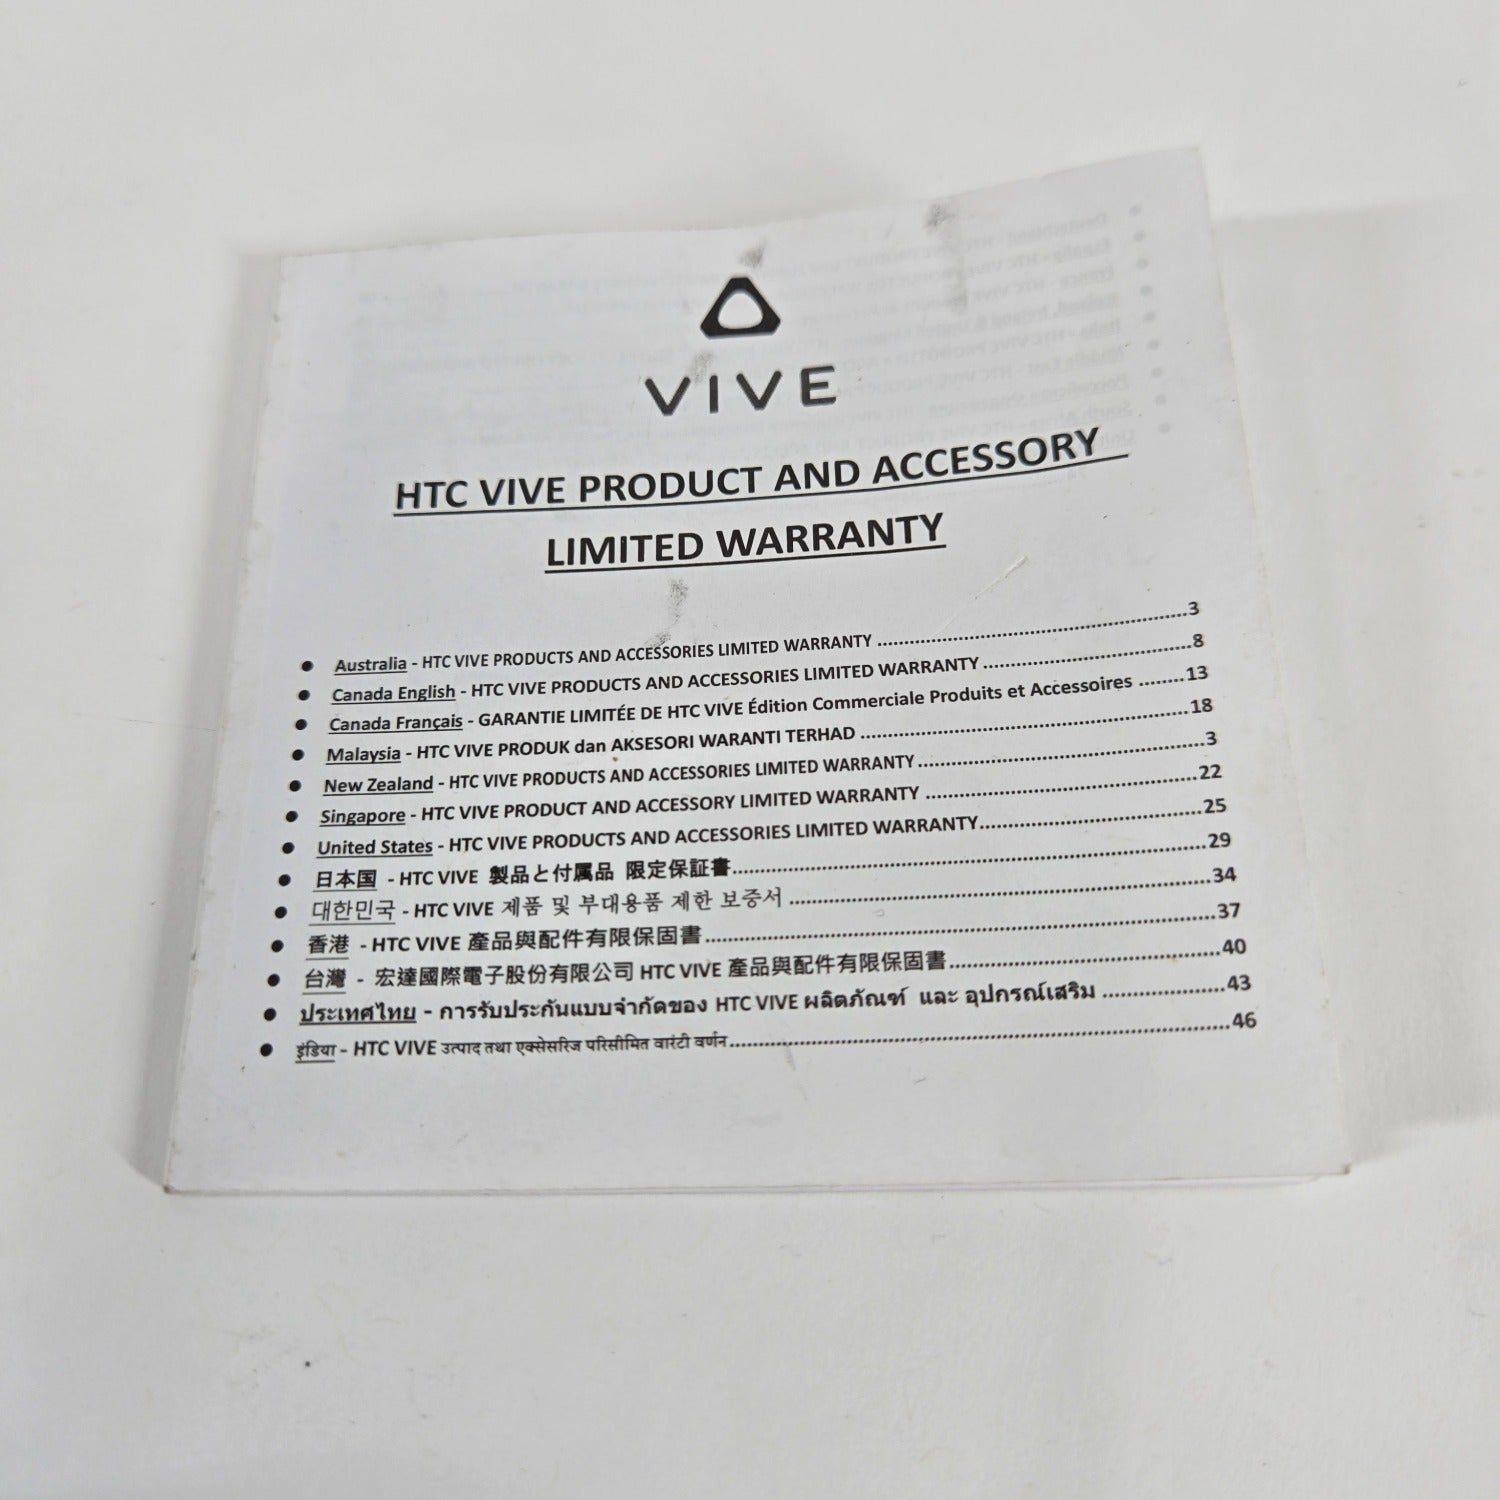 VIVE
HTC VIVE PRODUCT AND ACCESSORY
LIMITED WARRANTY
● Australia - HTC VIVE PRODUCTS AND ACCESSORIES LIMITED WARRANTY ........................................................3
● Canada English - HTC VIVE PRODUCTS AND ACCESSORIES LIMITED WARRANTY ......................................8
● Canada Français - GARANTIE LIMITÉE DE HTC VIVE Édition Commerciale Produits et Accessoires ........13
● Malaysia - HTC VIVE PRODUK dan AKSESORI WARANTI TERHAD ............................................................18
● New Zealand - HTC VIVE PRODUCTS AND ACCESSORIES LIMITED WARRANTY ....................................................3
● Singapore - HTC VIVE PRODUCT AND ACCESSORY LIMITED WARRANTY ..................................................22
● United States - HTC VIVE PRODUCTS AND ACCESSORIES LIMITED WARRANTY........................................25
● 日本国 - HTC VIVE 製品と付属品 限定保証書....................................................................................29
● 대한민국 - HTC VIVE 제품 및 부대용품 제한 보증서 ..........................................................................34
● 香港 - HTC VIVE 產品與配件有限保固書..........................................................................................37
● 台灣 - 宏達國際電子股份有限公司 HTC VIVE 產品與配件有限保固書................................................40
● ประเทศไทย - การรับประกันแบบจำกัดของ HTC VIVE ผลิตภัณฑ์ และ อุปกรณ์เสริม ......................43
● इंडिया - HTC VIVE उत्पाद तथा एक्सेसरिज परिसीमित वारंटी वर्णन....................................................................................46